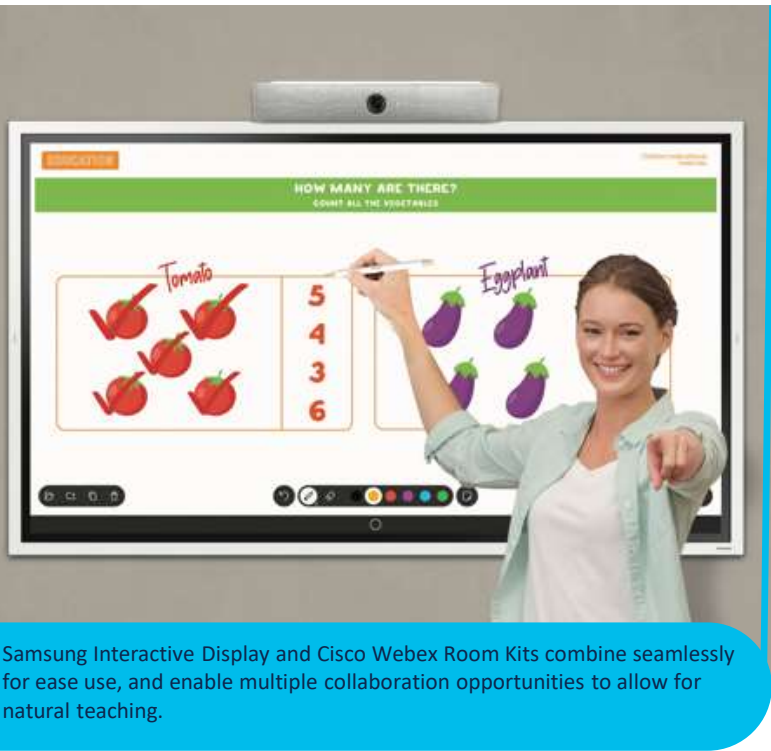 EDUCATION
HOW MANY ARE THERE?
COUNT ALL THE VEGETABLES
Tomato
Eggplant
5
4
3
6
Samsung Interactive Display and Cisco Webex Room Kits combine seamlessly
for ease use, and enable multiple collaboration opportunities to allow for
natural teaching.